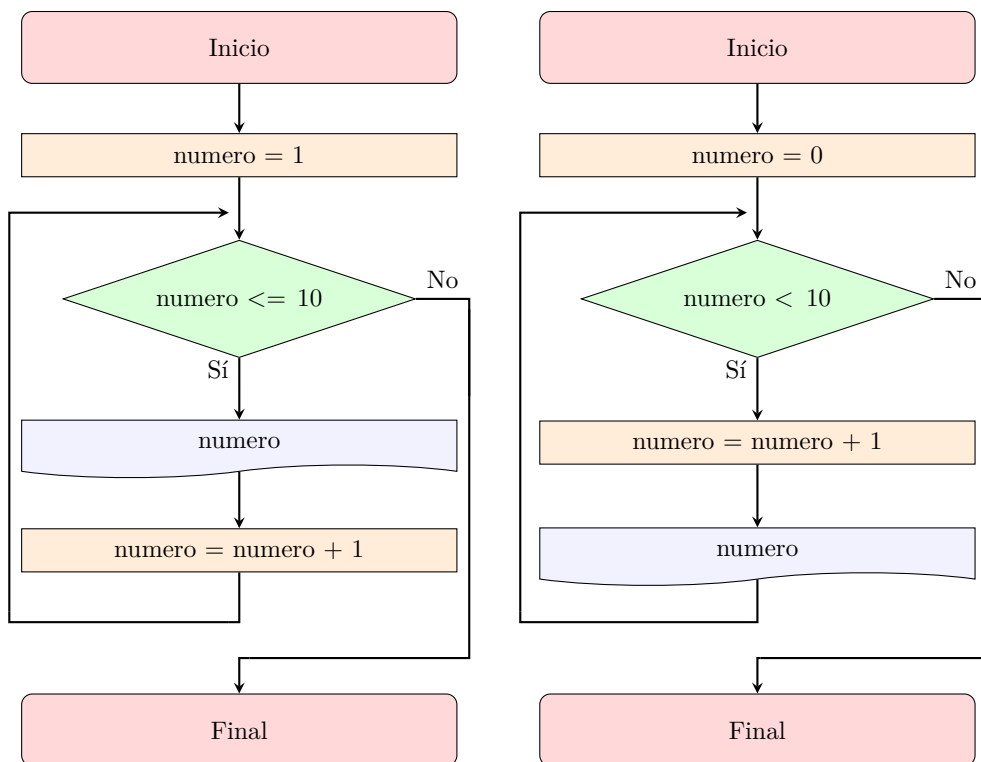 Inicio
numero = 1
numero <= 10
No
Sí
numero
numero = numero + 1
Final
Inicio
numero = 0
numero < 10
No
Sí
numero = numero + 1
numero
Final